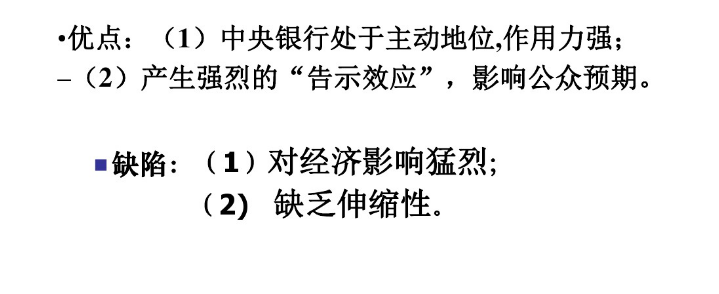 •优点：（1）中央银行处于主动地位,作用力强；
–（2）产生强烈的“告示效应”，影响公众预期。
■缺陷：（1）对经济影响猛烈;
（2） 缺乏伸缩性。